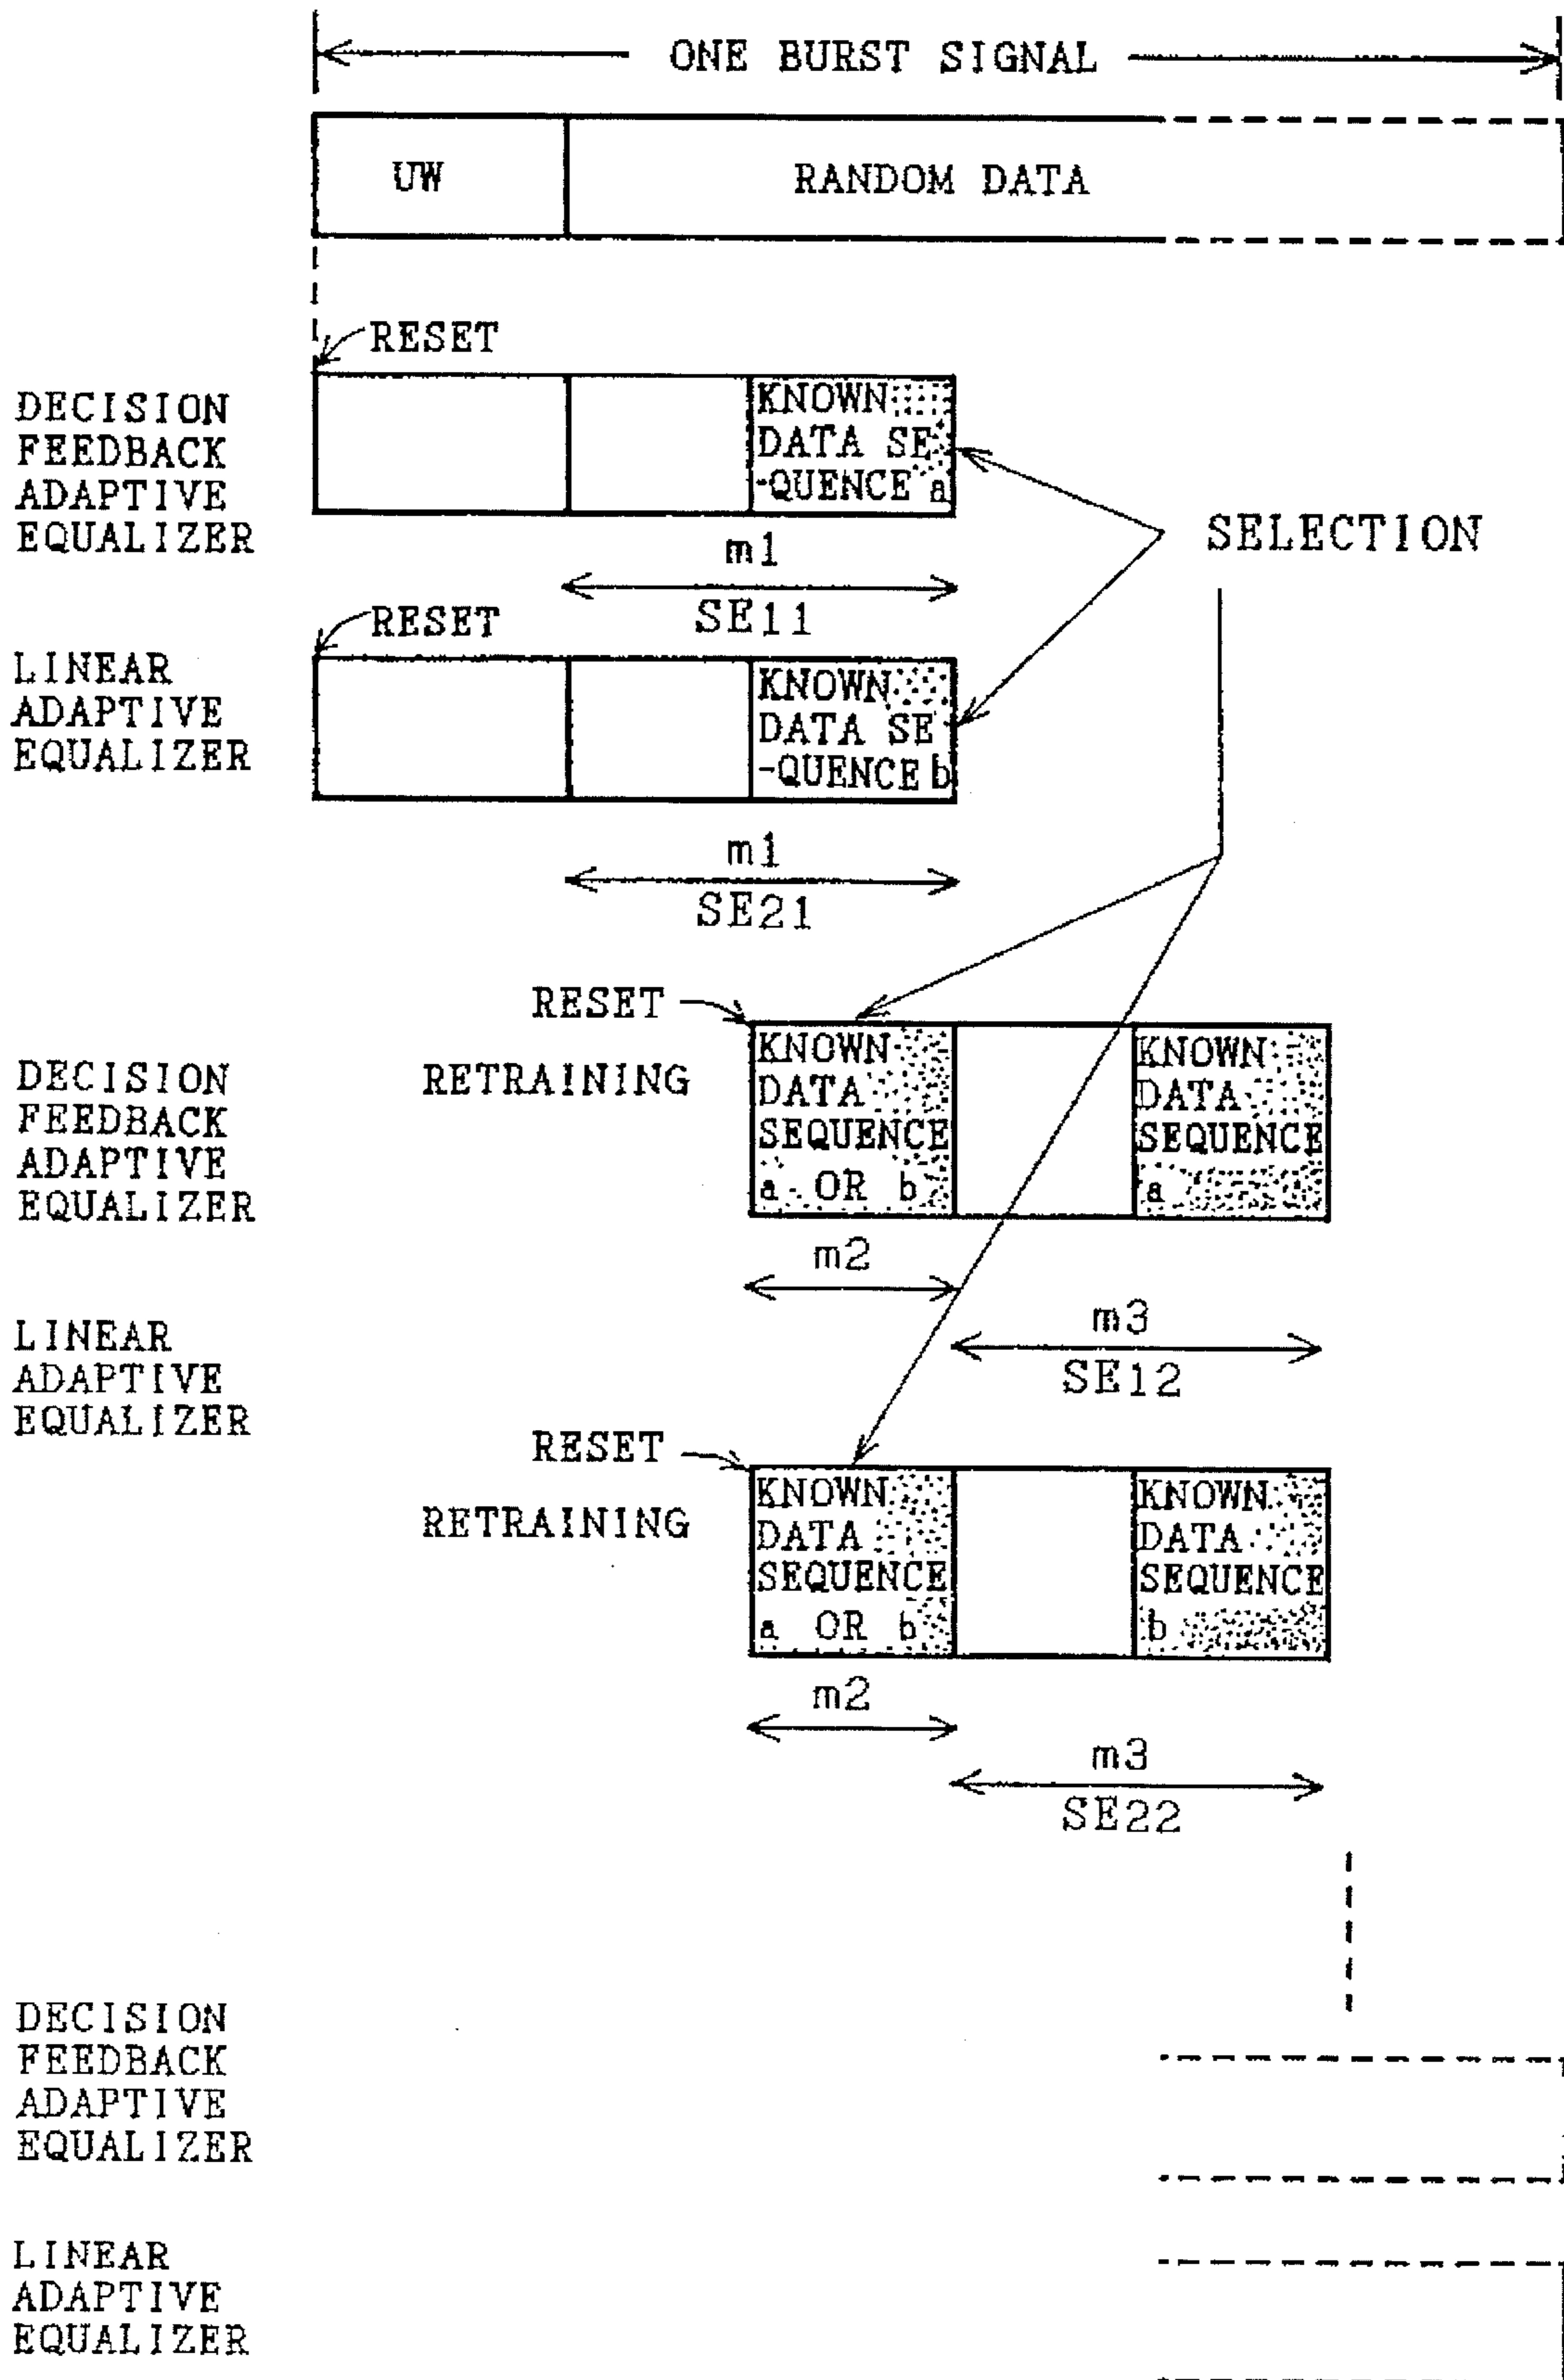 ONE BURST SIGNAL
UW
RANDOM DATA
RESET
DECISION
FEEDBACK
ADAPTIVE
EQUALIZER
KNOWN
DATA SE
-QUENCE a
SELECTION
m1
SE11
RESET
LINEAR
ADAPTIVE
EQUALIZER
KNOWN
DATA SE
-QUENCE b
m1
SE21
RESET
RETRAINING
DECISION
FEEDBACK
ADAPTIVE
EQUALIZER
KNOWN
DATA
SEQUENCE
a OR b
KNOWN
DATA
SEQUENCE
a
m2
m3
SE12
LINEAR
ADAPTIVE
EQUALIZER
RESET
RETRAINING
KNOWN
DATA
SEQUENCE
a OR b
KNOWN
DATA
SEQUENCE
b
m2
m3
SE22
DECISION
FEEDBACK
ADAPTIVE
EQUALIZER
LINEAR
ADAPTIVE
EQUALIZER